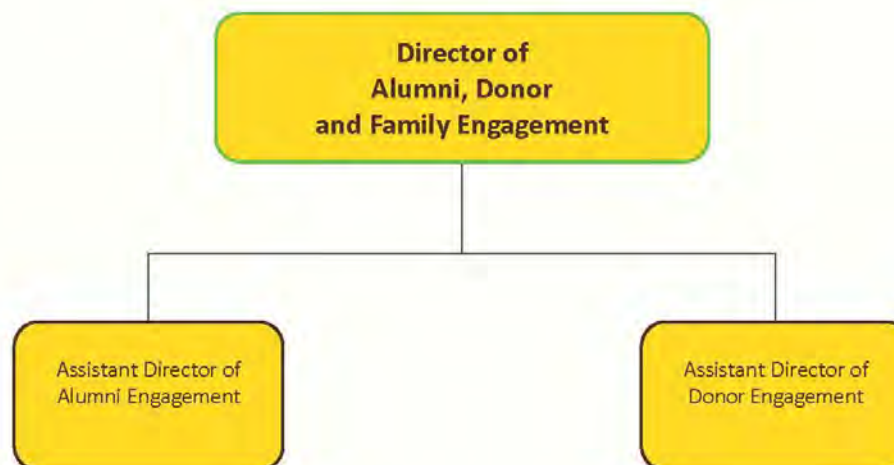 Director of
Alumni, Donor
and Family Engagement
Assistant Director of
Alumni Engagement
Assistant Director of
Donor Engagement